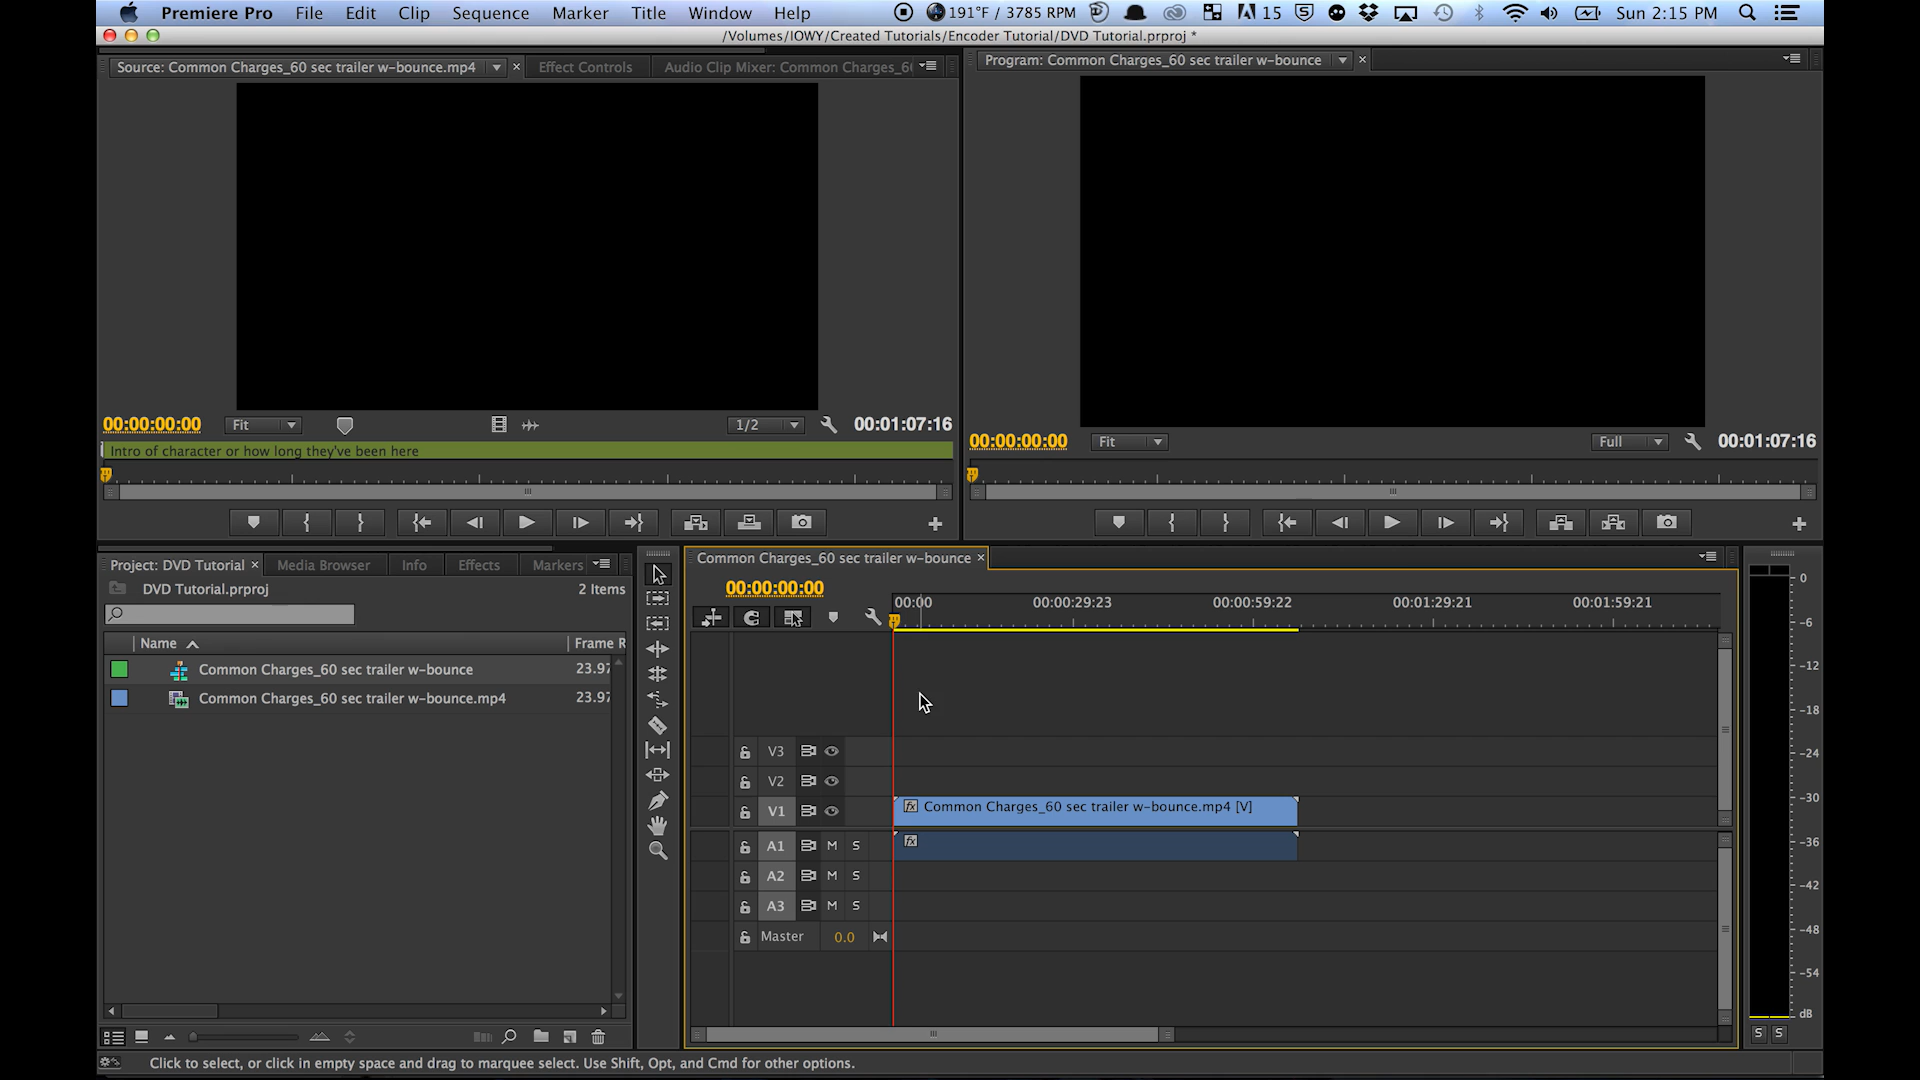 Premiere Pro File Edit Clip Sequence Marker Title Window Help 191°F / 3785 RPM 15 Sun 2:15 PM
/Volumes/IOWY/Created Tutorials/Encoder Tutorial/DVD Tutorial.prproj *
Source: Common Charges_60 sec trailer w-bounce.mp4 × Effect Controls Audio Clip Mixer: Common Charges_6
Program: Common Charges_60 sec trailer w-bounce ×
00:00:00:00 Fit 1/2 00:01:07:16
00:00:00:00 Fit Full 00:01:07:16
Intro of character or how long they've been here
Project: DVD Tutorial × Media Browser Info Effects Markers
DVD Tutorial.prproj 2 Items
Name Frame R
Common Charges_60 sec trailer w-bounce 23.97
Common Charges_60 sec trailer w-bounce.mp4 23.97
Common Charges_60 sec trailer w-bounce ×
00:00:00:00
00:00 00:00:29:23 00:00:59:22 00:01:29:21 00:01:59:21
V3
V2
V1 fx Common Charges_60 sec trailer w-bounce.mp4 [V]
A1 M S fx
A2 M S
A3 M S
Master 0.0
0
-6
-12
-18
-24
-30
-36
-42
-48
-54
dB
S S
Click to select, or click in empty space and drag to marquee select. Use Shift, Opt, and Cmd for other options.